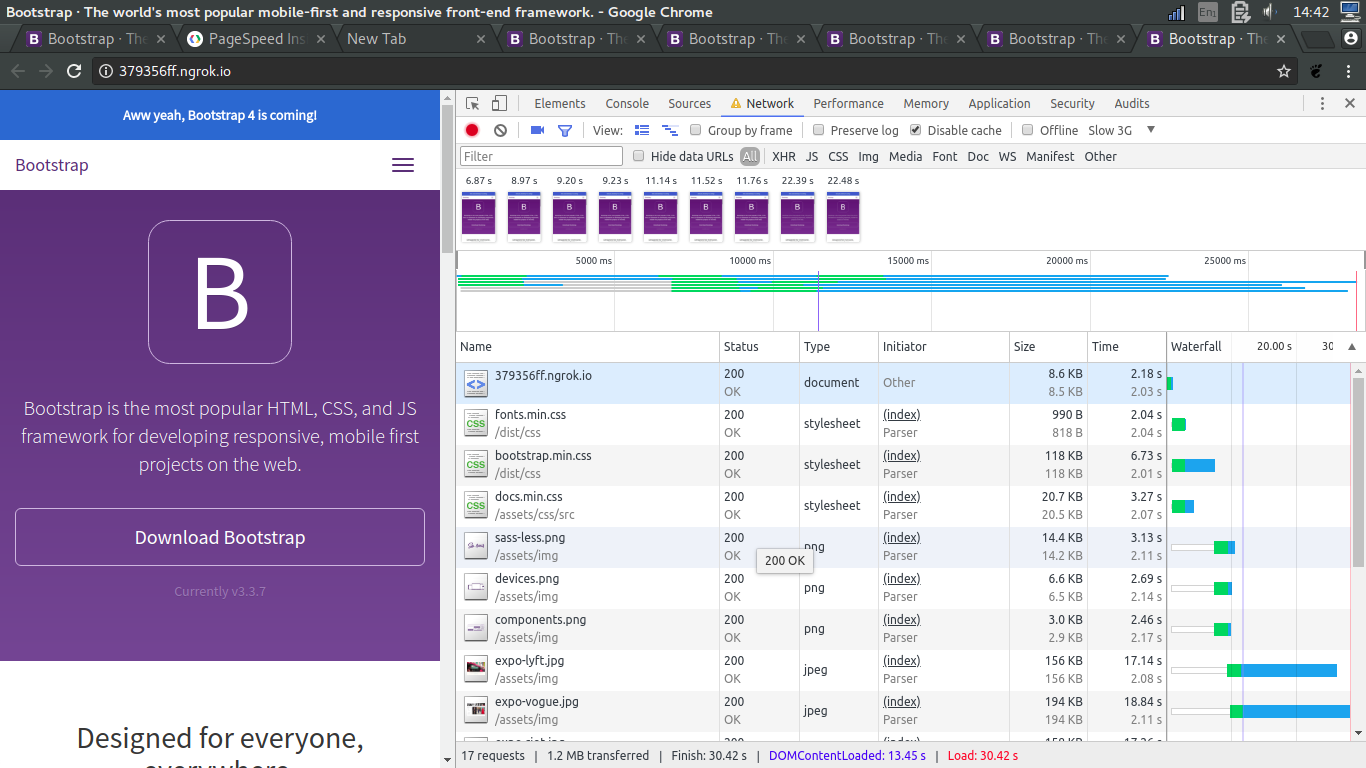 Bootstrap · The world's most popular mobile-first and responsive front-end framework. - Google Chrome
En1
14:42
Bootstrap · The
PageSpeed Ins
New Tab
Bootstrap · The
Bootstrap · The
Bootstrap · The
Bootstrap · The
Bootstrap · The
379356ff.ngrok.io
Aww yeah, Bootstrap 4 is coming!
Bootstrap
B
Bootstrap is the most popular HTML, CSS, and JS
framework for developing responsive, mobile first
projects on the web.
Download Bootstrap
Currently v3.3.7
Designed for everyone,
everywhere.
Elements Console Sources Network Performance Memory Application Security Audits
View: Group by frame Preserve log Disable cache Offline Slow 3G
Filter Hide data URLs All XHR JS CSS Img Media Font Doc WS Manifest Other
6.87 s 8.97 s 9.20 s 9.23 s 11.14 s 11.52 s 11.76 s 22.39 s 22.48 s
5000 ms 10000 ms 15000 ms 20000 ms 25000 ms
Name Status Type Initiator Size Time Waterfall 20.00 s 30
379356ff.ngrok.io 200 OK document Other 8.6 KB 8.5 KB 2.18 s 2.03 s
fonts.min.css 200 (index) 990 B 2.04 s
/dist/css OK stylesheet Parser 818 B 2.04 s
bootstrap.min.css 200 (index) 118 KB 6.73 s
/dist/css OK stylesheet Parser 118 KB 2.01 s
docs.min.css 200 (index) 20.7 KB 3.27 s
/assets/css/src OK stylesheet Parser 20.5 KB 2.07 s
sass-less.png 200 (index) 14.4 KB 3.13 s
/assets/img OK png Parser 14.2 KB 2.11 s
200 OK
devices.png 200 (index) 6.6 KB 2.69 s
/assets/img OK png Parser 6.5 KB 2.14 s
components.png 200 (index) 3.0 KB 2.46 s
/assets/img OK png Parser 2.9 KB 2.17 s
expo-lyft.jpg 200 (index) 156 KB 17.14 s
/assets/img OK jpeg Parser 156 KB 2.08 s
expo-vogue.jpg 200 (index) 194 KB 18.84 s
/assets/img OK jpeg Parser 194 KB 2.11 s
17 requests | 1.2 MB transferred | Finish: 30.42 s | DOMContentLoaded: 13.45 s | Load: 30.42 s